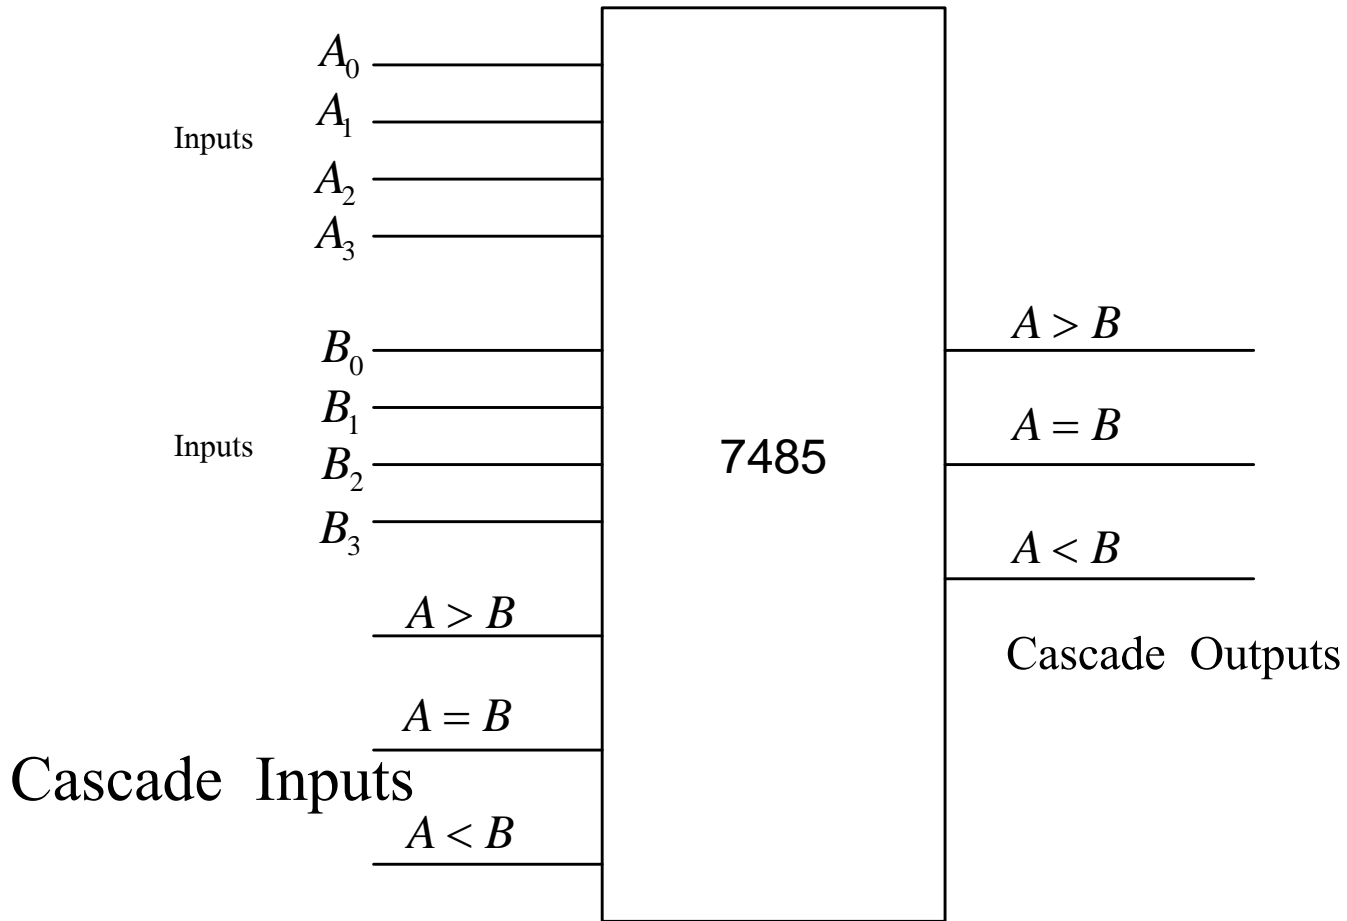 A₀
A₁
Inputs
A₂
A₃
B₀
B₁
Inputs
B₂
B₃
A > B
A = B
Cascade Inputs
A < B
7485
A > B
A = B
A < B
Cascade Outputs